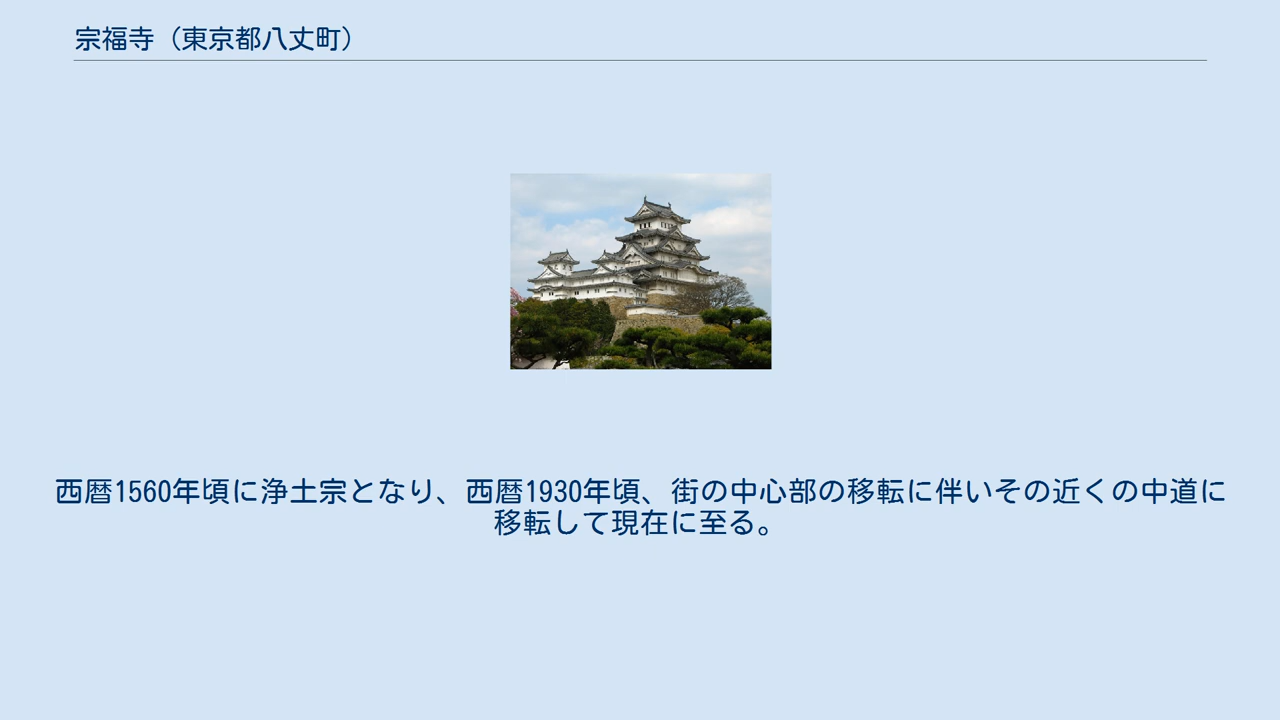 宗福寺（東京都八丈町）
西暦1560年頃に浄土宗となり、西暦1930年頃、街の中心部の移転に伴いその近くの中道に
移転して現在に至る。